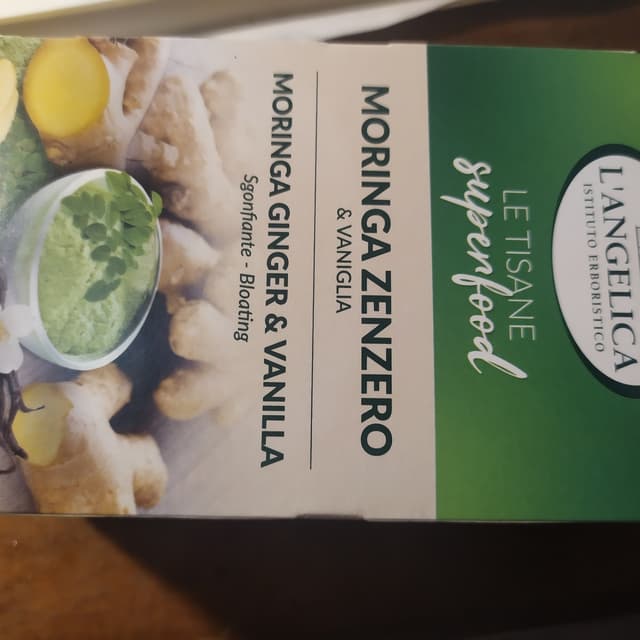 L'ANGELICA
ISTITUTO ERBORISTICO
LE TISANE
superfood
MORINGA ZENZERO
& VANIGLIA
MORINGA GINGER & VANILLA
Sgonfiante - Bloating